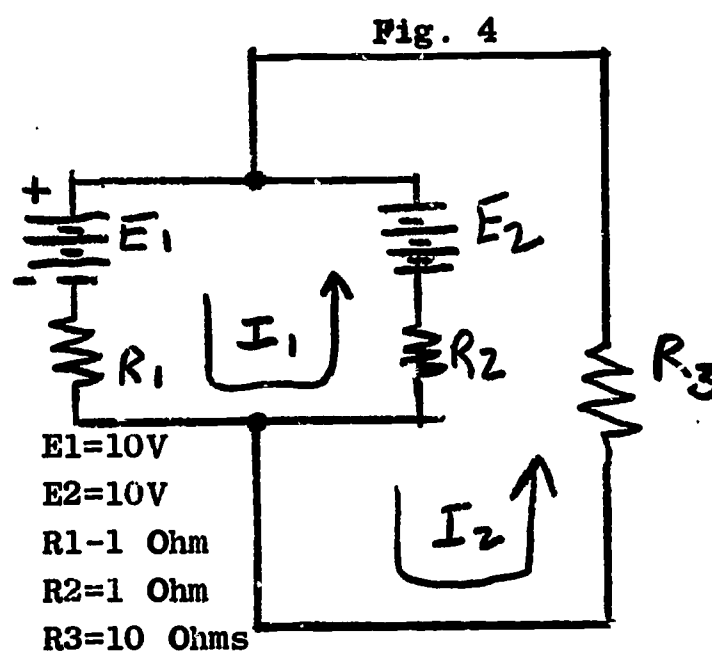 Fig. 4
+
E1
E2
-
I1
R1
R2
R3
E1=10V
E2=10V
R1-1 Ohm
R2=1 Ohm
R3=10 Ohms
I2